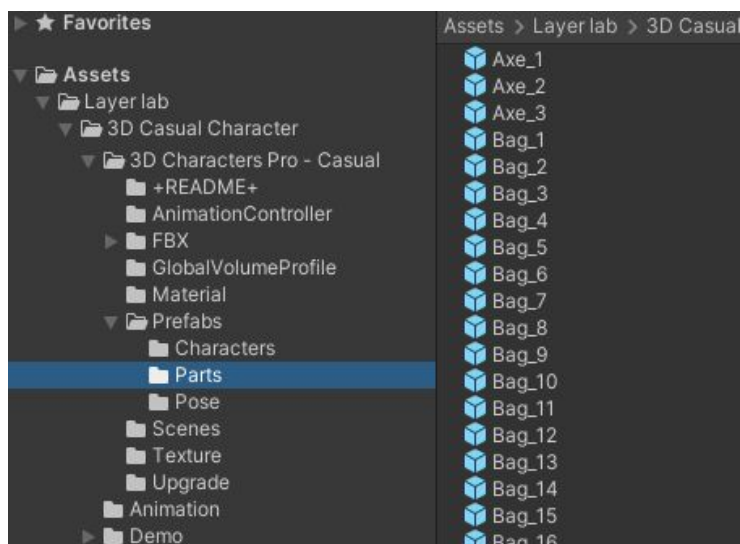 Favorites
Assets
Layer lab
3D Casual Character
3D Characters Pro - Casual
+README+
AnimationController
FBX
GlobalVolumeProfile
Material
Prefabs
Characters
Parts
Pose
Scenes
Texture
Upgrade
Animation
Demo
Assets > Layer lab > 3D Casual
Axe_1
Axe_2
Axe_3
Bag_1
Bag_2
Bag_3
Bag_4
Bag_5
Bag_6
Bag_7
Bag_8
Bag_9
Bag_10
Bag_11
Bag_12
Bag_13
Bag_14
Bag_15
Bag_16